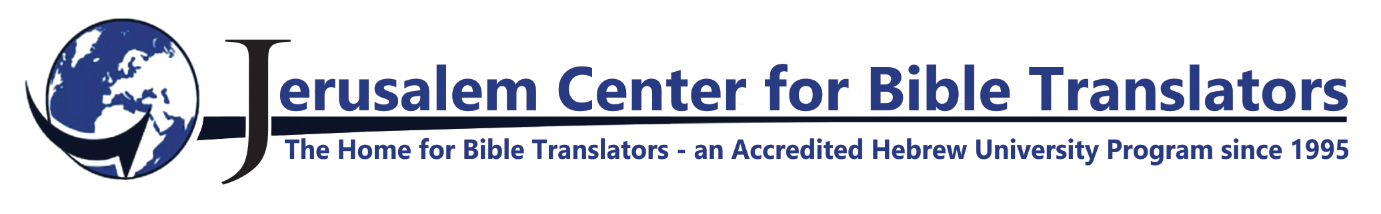 Jerusalem Center for Bible Translators
The Home for Bible Translators - an Accredited Hebrew University Program since 1995